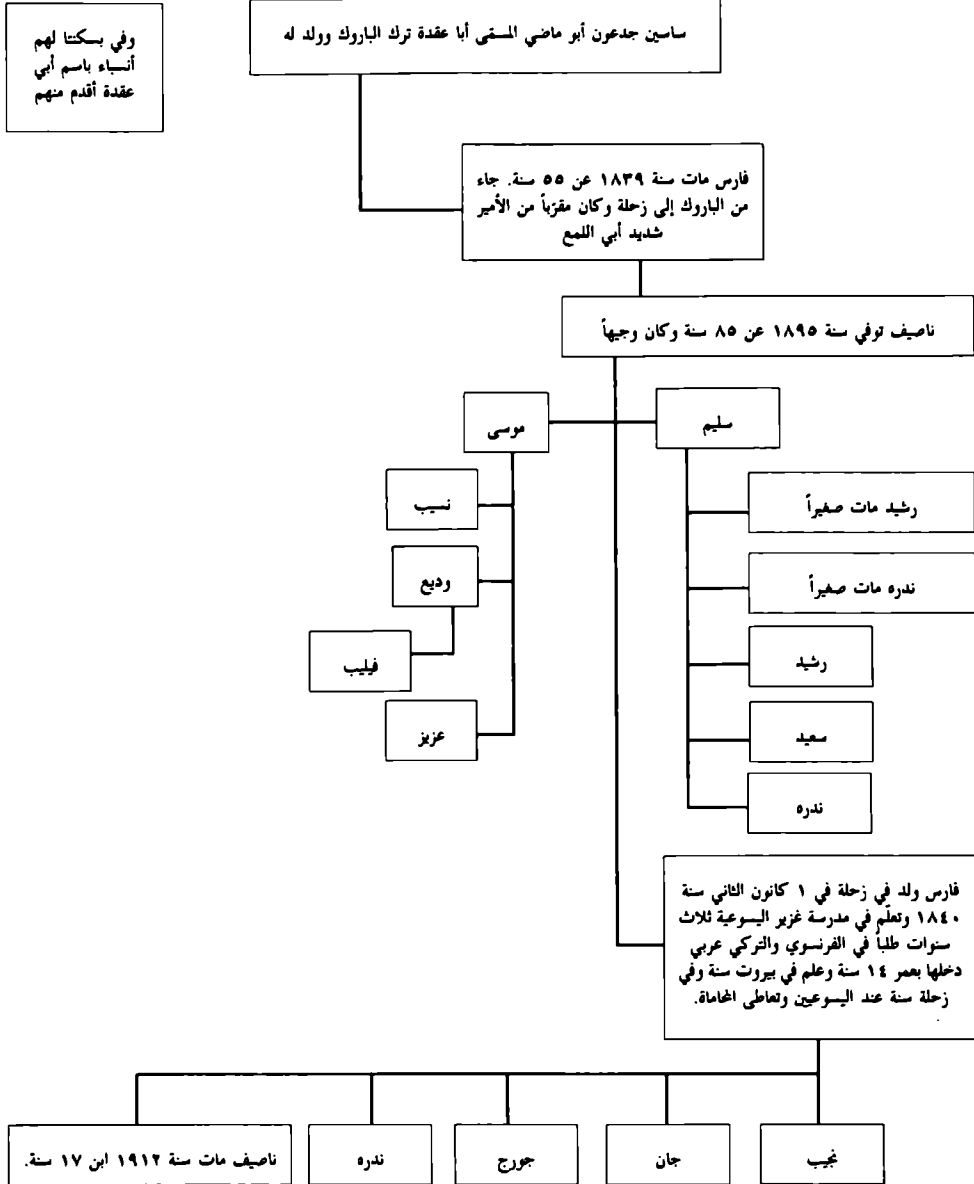 ساسين جدعون أبو ماضي المسمّى أبا عقدة ترك الباروك وولد له
وفي بسكنتا لهم
أنسباء باسم أبي
عقدة أقدم منهم
فارس مات سنة ١٨٣٩ عن ٥٥ سنة. جاء
من الباروك إلى زحلة وكان مقرّباً من الأمير
شديد أبي اللمع
ناصيف توفي سنة ١٨٩٥ عن ٨٥ سنة وكان وجيهاً
سليم
موسى
رشيد مات صغيراً
ندره مات صغيراً
رشيد
سعيد
ندره
نسيب
وديع
فيليب
عزيز
فارس ولد في زحلة في ١ كانون الثاني سنة
١٨٤٠ وتعلّم في مدرسة غزير اليسوعية ثلاث
سنوات طلباً في الفرنسوي والتركي عربي
دخلها بعمر ١٤ سنة وعلم في بيروت سنة وفي
زحلة سنة عند اليسوعيين وتعاطى المحاماة.
نجيب
جان
جورج
ندره
ناصيف مات سنة ١٩١٢ ابن ١٧ سنة.